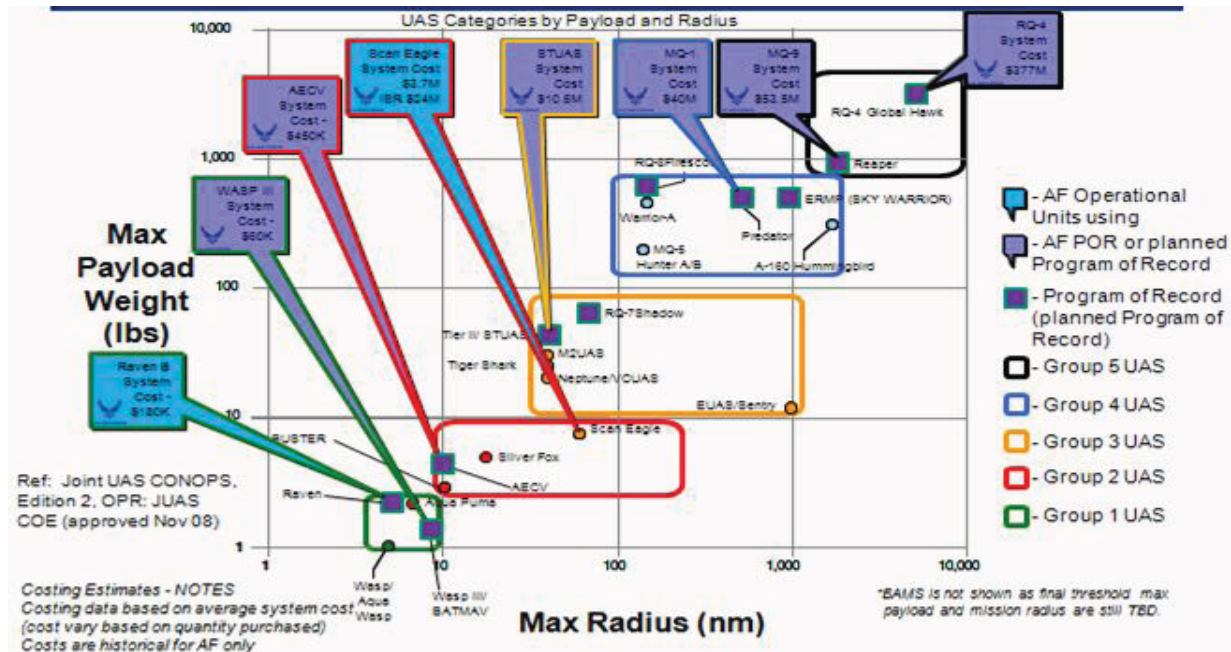 UAS Categories by Payload and Radius
10,000
1,000
100
10
1
1
10
100
1,000
10,000
Max
Payload
Weight
(lbs)
Max Radius (nm)
AECV
System
Cost -
$450K
Scan Eagle
System Cost
$3.7M
ISR $24M
STUAS
System
Cost
$10.5M
MQ-1
System
Cost
$40M
MQ-9
System
Cost
$53.5M
RQ-4
System
Cost
$377M
WASP III
System
Cost -
$60K
Raven B
System
Cost -
$180K
RQ-4 Global Hawk
Reaper
Warrior-A
ERMP (SKY WARRIOR)
Predator
MQ-5
Hunter A/B
A-160 Hummingbird
RQ-7Shadow
Tier II/ STUAS
M2UAS
Tiger Shark
Neptune/VCUAS
EUAS/Sentry
Scan Eagle
BUSTER
Silver Fox
AECV
Raven
Aqua Puma
Wasp/
Aqua
Wasp
Wasp III/
BATMAV
- AF Operational
Units using
- AF POR or planned
Program of Record
- Program of Record
(planned Program of
Record)
- Group 5 UAS
- Group 4 UAS
- Group 3 UAS
- Group 2 UAS
- Group 1 UAS
Ref: Joint UAS CONOPS,
Edition 2, OPR: JUAS
COE (approved Nov 08)
Costing Estimates - NOTES
Costing data based on average system cost
(cost vary based on quantity purchased)
Costs are historical for AF only
*BAMS is not shown as final threshold max
payload and mission radius are still TBD.